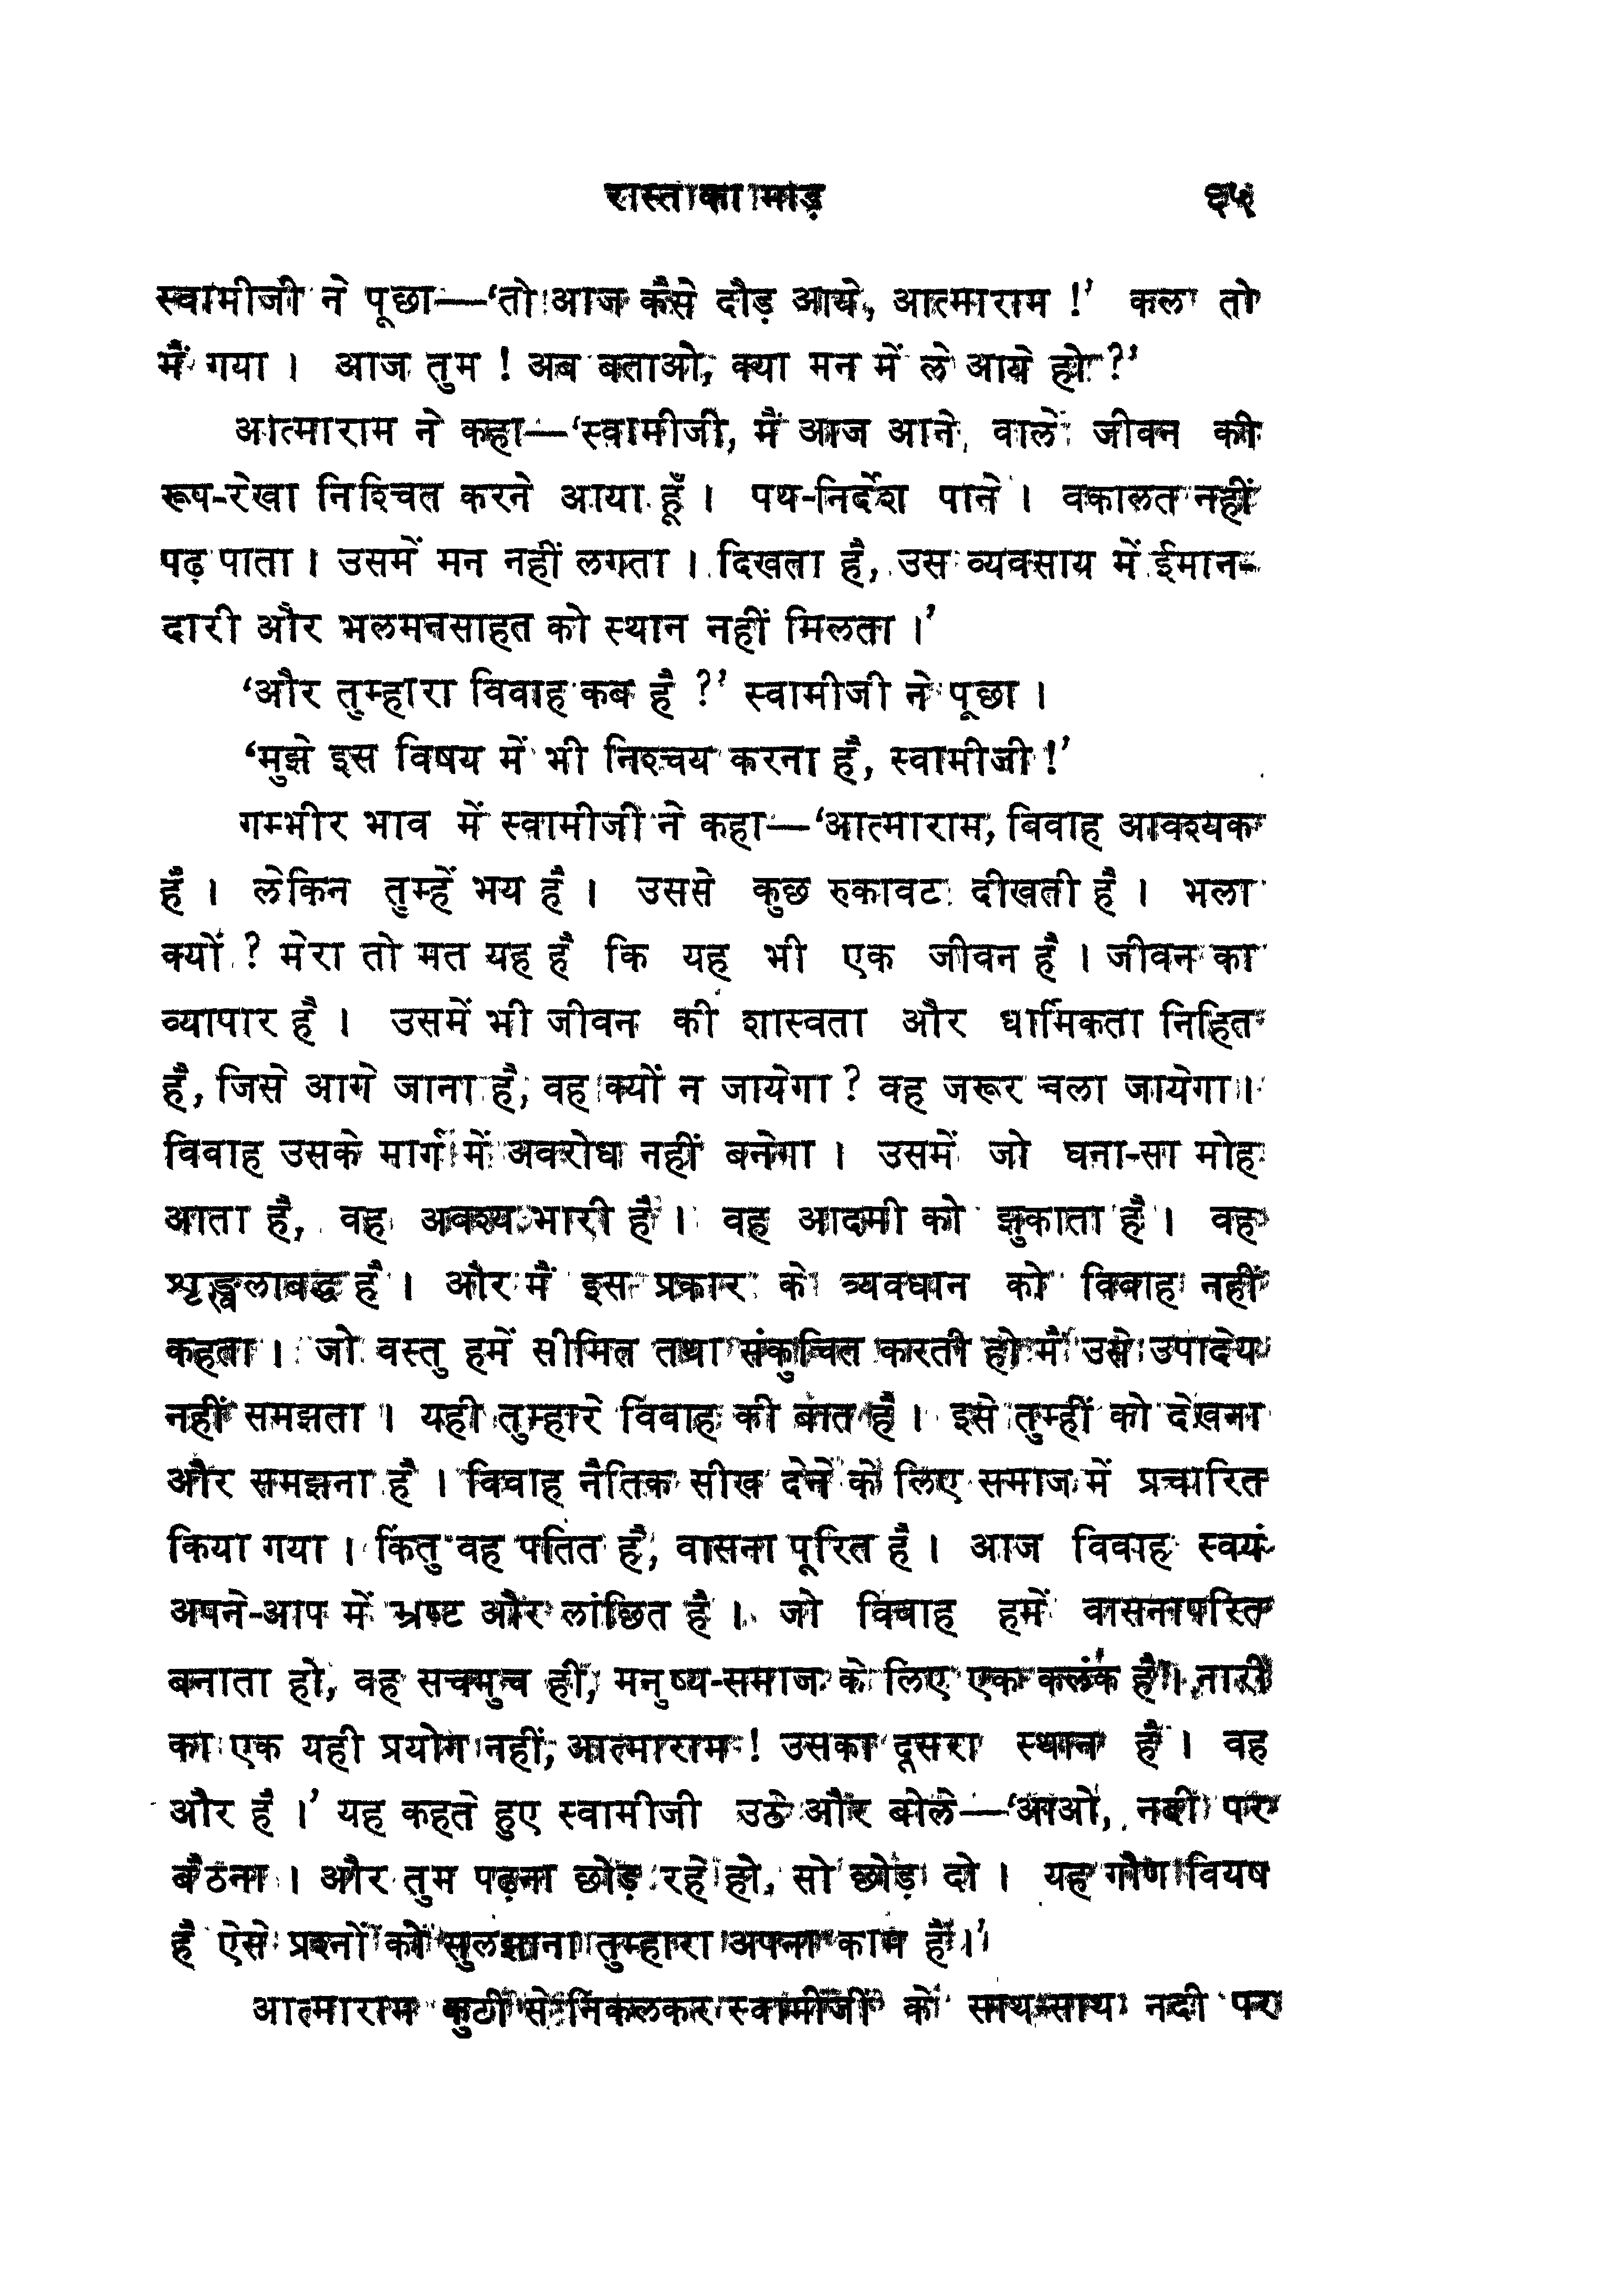 रास्ता का मोड़ ६५
स्वामीजी ने पूछा—‘तो आज कैसे दौड़ आये, आत्माराम !’ कल तो
मैं गया । आज तुम ! अब बताओ, क्या मन में ले आये हो ?’
आत्माराम ने कहा—‘स्वामीजी, मैं आज आने वाले जीवन की
रूप-रेखा निश्चित करने आया हूँ । पथ-निर्देश पाने । वकालत नहीं
पढ़ पाता । उसमें मन नहीं लगता । दिखता है, उस व्यवसाय में ईमान-
दारी और भलमनसाहत को स्थान नहीं मिलता ।’
‘और तुम्हारा विवाह कब है ?’ स्वामीजी ने पूछा ।
‘मुझे इस विषय में भी निश्चय करना है, स्वामीजी !’
गम्भीर भाव में स्वामीजी ने कहा—‘आत्माराम, विवाह आवश्यक
है । लेकिन तुम्हें भय है । उससे कुछ रुकावट दीखती है । भला
क्यों ? मेरा तो मत यह है कि यह भी एक जीवन है । जीवन का
व्यापार है । उसमें भी जीवन की शास्वता और धार्मिकता निहित
है, जिसे आगे जाना है, वह क्यों न जायेगा ? वह जरूर चला जायेगा ।
विवाह उसके मार्ग में अवरोध नहीं बनेगा । उसमें जो घना-सा मोह
आता है, वह अवश्य भारी है । वह आदमी को झुकाता है । वह
शृङ्खलाबद्ध है । और मैं इस प्रकार के व्यवधान को विवाह नहीं
कहता । जो वस्तु हमें सीमित तथा संकुचित करती हो मैं उसे उपादेय
नहीं समझता । यही तुम्हारे विवाह की बात है । इसे तुम्हीं को देखना
और समझना है । विवाह नैतिक सीख देने के लिए समाज में प्रचारित
किया गया । किंतु वह पतित है, वासना पूरित है । आज विवाह स्वयं
अपने-आप में भ्रष्ट और लांछित है । जो विवाह हमें वासनापूरित
बनाता हो, वह सचमुच ही, मनुष्य-समाज के लिए एक कलंक है । नारी
का एक यही प्रयोग नहीं, आत्माराम ! उसका दूसरा स्थान है । वह
और है ।’ यह कहते हुए स्वामीजी उठे और बोले—‘आओ, नदी पर
बैठना । और तुम पढ़ना छोड़ रहे हो, सो छोड़ दो । यह गौण वियष
है ऐसे प्रश्नों को सुलझाना तुम्हारा अपना काम है ।’
आत्माराम कुठी से निकलकर स्वामीजी के साथ-साथ नदी पर